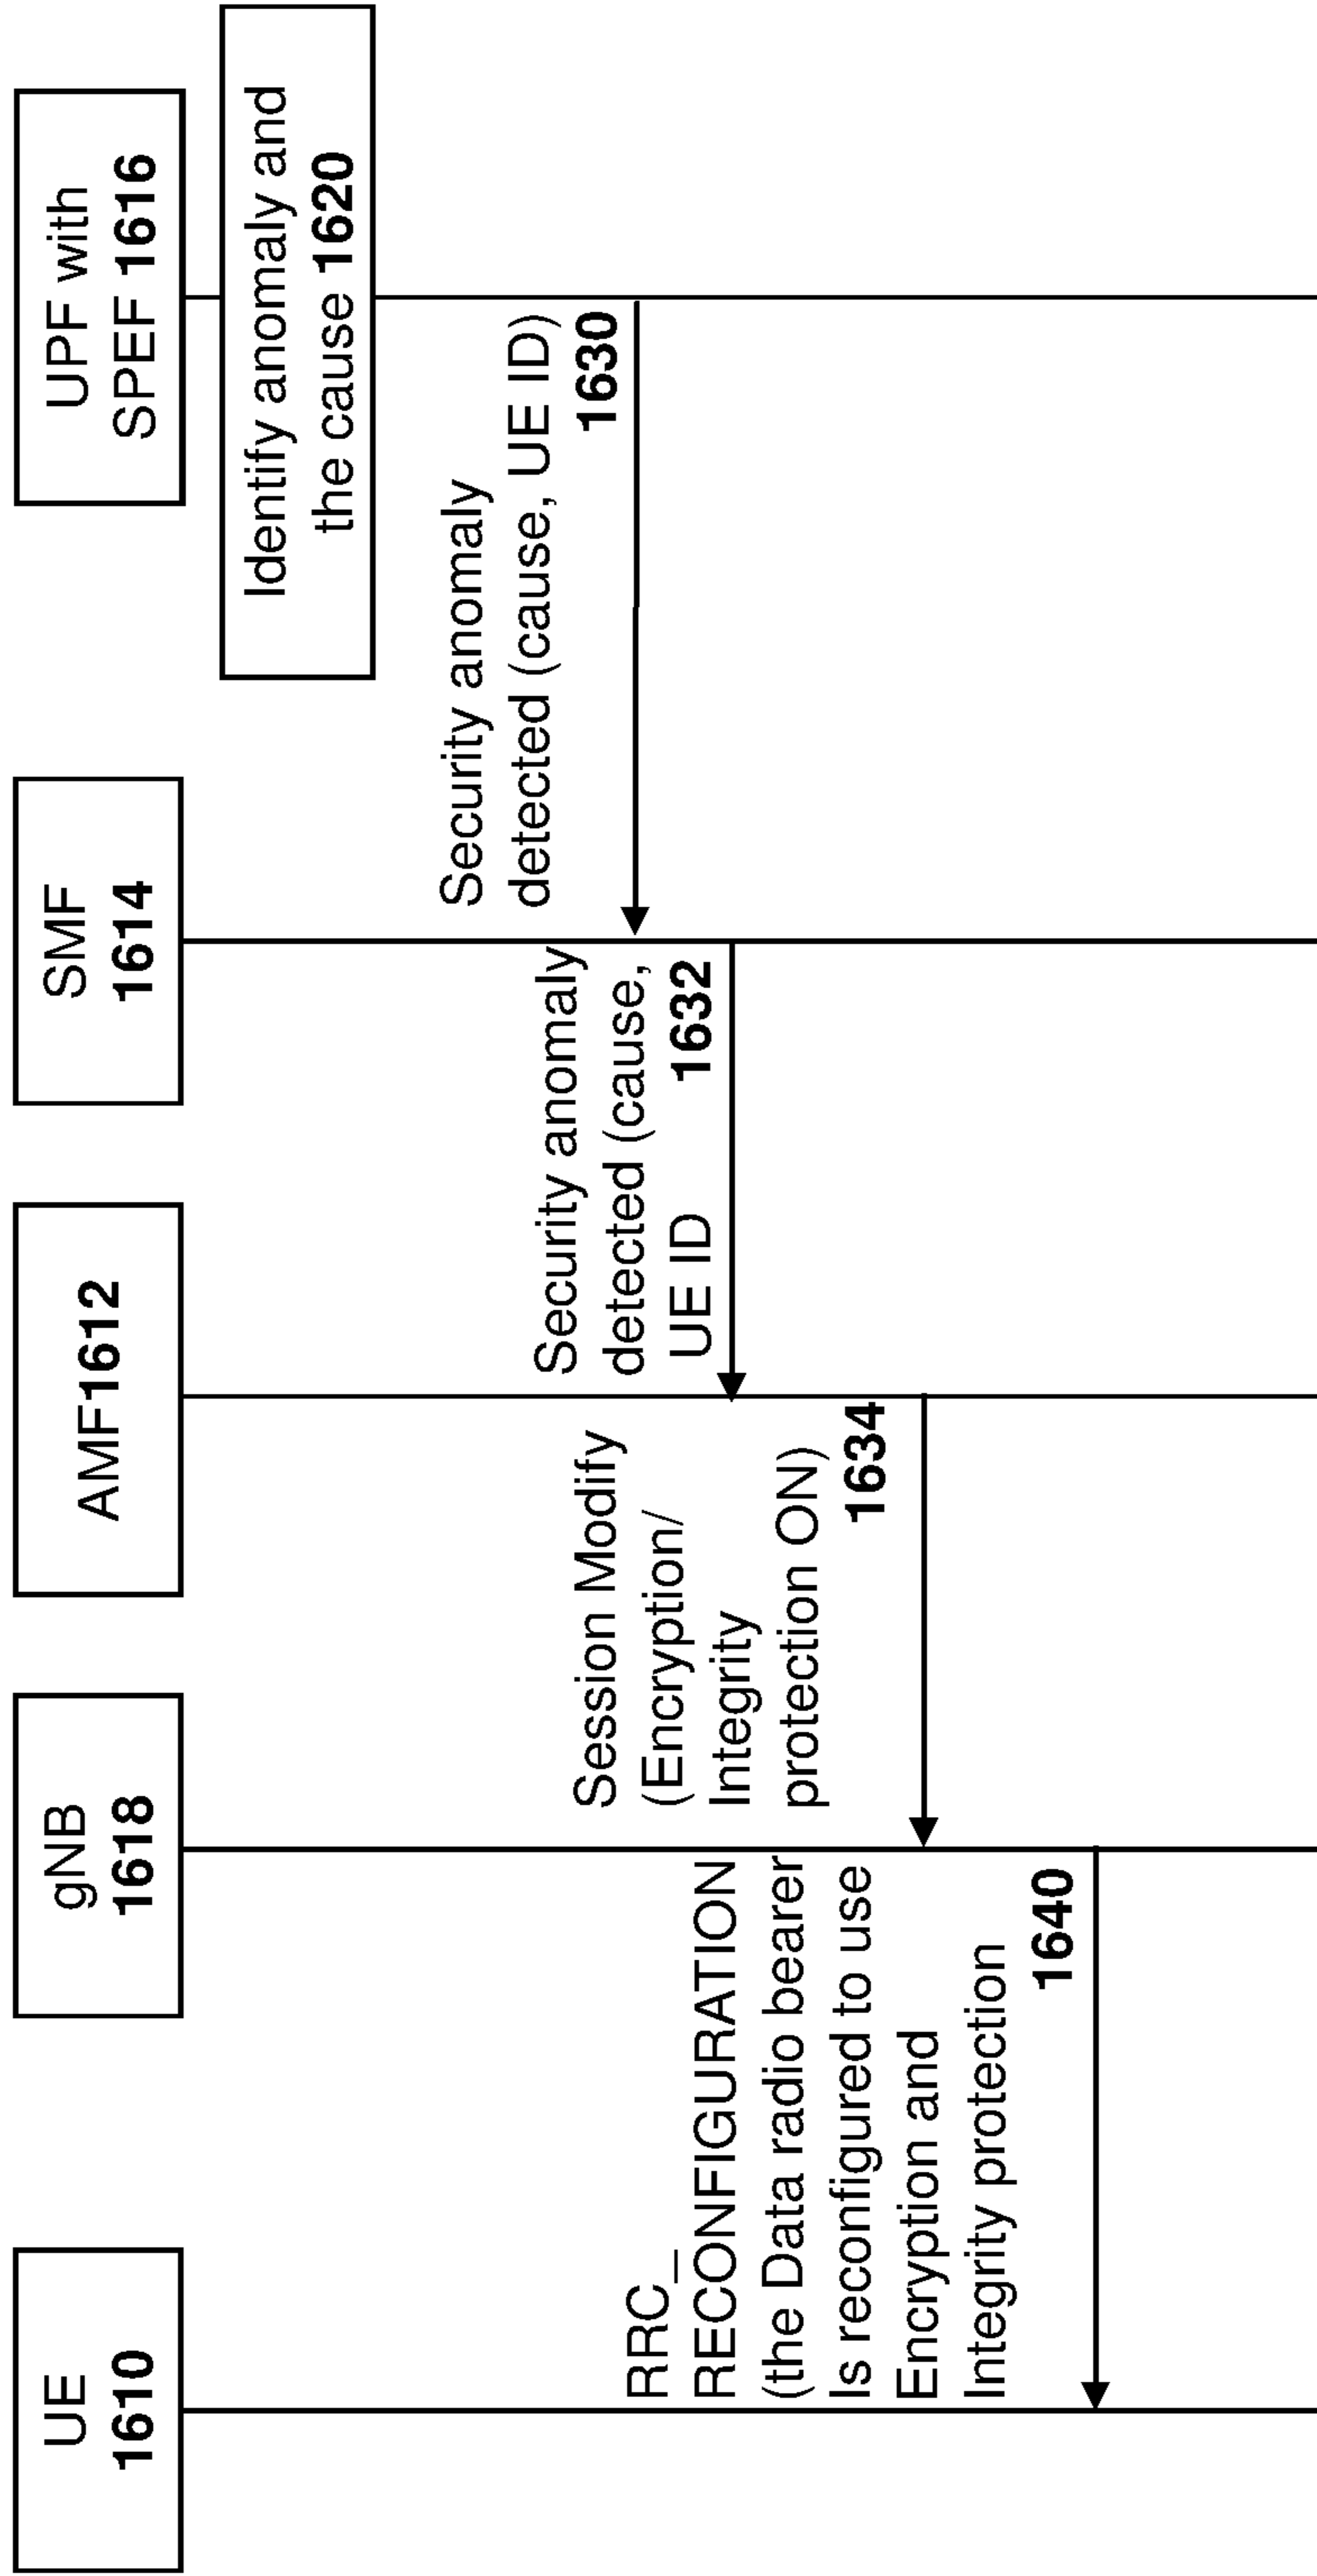 UE
1610
gNB
1618
AMF1612
SMF
1614
UPF with
SPEF 1616
Identify anomaly and
the cause 1620
Security anomaly
detected (cause, UE ID)
1630
Security anomaly
detected (cause,
UE ID 1632
Session Modify
(Encryption/
Integrity
protection ON)
1634
RRC_
RECONFIGURATION
(the Data radio bearer
Is reconfigured to use
Encryption and
Integrity protection
1640